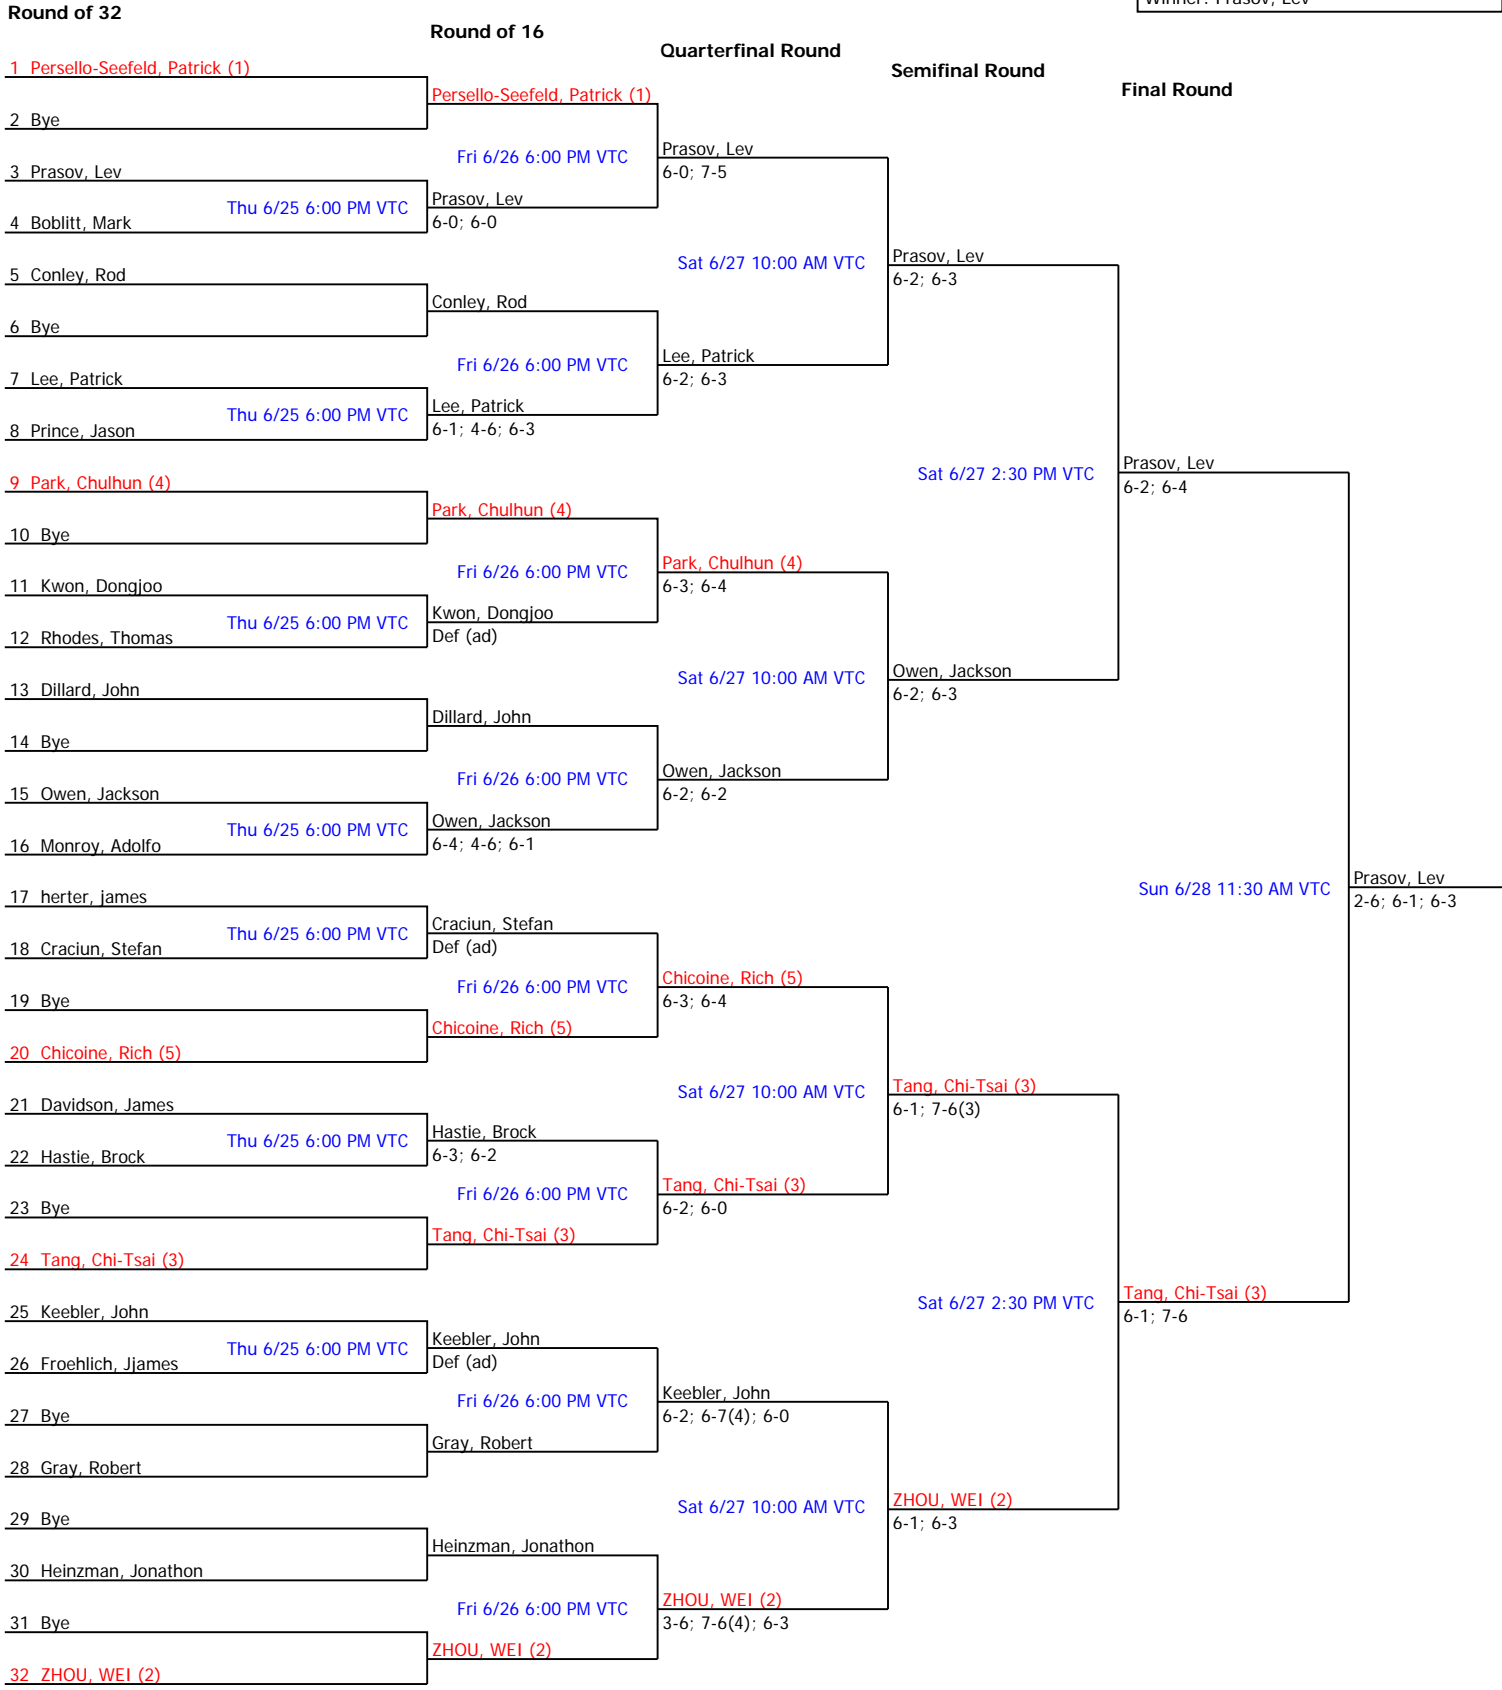 Winner: Prasov, Lev
Round of 32
Round of 16
Quarterfinal Round
Semifinal Round
Final Round
1 Persello-Seefeld, Patrick (1)
2 Bye
3 Prasov, Lev
4 Boblitt, Mark
5 Conley, Rod
6 Bye
7 Lee, Patrick
8 Prince, Jason
9 Park, Chulhun (4)
10 Bye
11 Kwon, Dongjoo
12 Rhodes, Thomas
13 Dillard, John
14 Bye
15 Owen, Jackson
16 Monroy, Adolfo
17 herter, james
18 Craciun, Stefan
19 Bye
20 Chicoine, Rich (5)
21 Davidson, James
22 Hastie, Brock
23 Bye
24 Tang, Chi-Tsai (3)
25 Keebler, John
26 Froehlich, Jjames
27 Bye
28 Gray, Robert
29 Bye
30 Heinzman, Jonathon
31 Bye
32 ZHOU, WEI (2)
Thu 6/25 6:00 PM VTC
Thu 6/25 6:00 PM VTC
Thu 6/25 6:00 PM VTC
Thu 6/25 6:00 PM VTC
Thu 6/25 6:00 PM VTC
Thu 6/25 6:00 PM VTC
Thu 6/25 6:00 PM VTC
Persello-Seefeld, Patrick (1)
Prasov, Lev
6-0; 6-0
Conley, Rod
Lee, Patrick
6-1; 4-6; 6-3
Park, Chulhun (4)
Kwon, Dongjoo
Def (ad)
Dillard, John
Owen, Jackson
6-4; 4-6; 6-1
Craciun, Stefan
Def (ad)
Chicoine, Rich (5)
Hastie, Brock
6-3; 6-2
Tang, Chi-Tsai (3)
Keebler, John
Def (ad)
Gray, Robert
Heinzman, Jonathon
ZHOU, WEI (2)
Fri 6/26 6:00 PM VTC
Fri 6/26 6:00 PM VTC
Fri 6/26 6:00 PM VTC
Fri 6/26 6:00 PM VTC
Fri 6/26 6:00 PM VTC
Fri 6/26 6:00 PM VTC
Fri 6/26 6:00 PM VTC
Fri 6/26 6:00 PM VTC
Prasov, Lev
6-0; 7-5
Lee, Patrick
6-2; 6-3
Park, Chulhun (4)
6-3; 6-4
Owen, Jackson
6-2; 6-2
Chicoine, Rich (5)
6-3; 6-4
Tang, Chi-Tsai (3)
6-2; 6-0
Keebler, John
6-2; 6-7(4); 6-0
ZHOU, WEI (2)
3-6; 7-6(4); 6-3
Sat 6/27 10:00 AM VTC
Sat 6/27 10:00 AM VTC
Sat 6/27 10:00 AM VTC
Sat 6/27 10:00 AM VTC
Prasov, Lev
6-2; 6-3
Owen, Jackson
6-2; 6-3
Tang, Chi-Tsai (3)
6-1; 7-6(3)
ZHOU, WEI (2)
6-1; 6-3
Sat 6/27 2:30 PM VTC
Sat 6/27 2:30 PM VTC
Prasov, Lev
6-2; 6-4
Tang, Chi-Tsai (3)
6-1; 7-6
Sun 6/28 11:30 AM VTC
Prasov, Lev
2-6; 6-1; 6-3